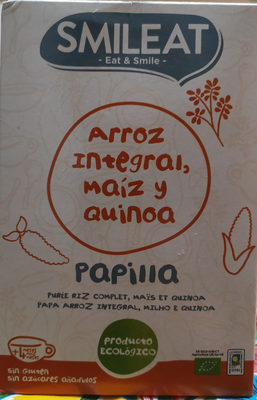 SMILEAT
- Eat & Smile -
Arroz
Integral,
Maíz y
Quinoa
Papilla
PURÉE RIZ COMPLET, MAÏS ET QUINOA
PAPA ARROZ INTEGRAL, MILHO E QUINOA
producto
ECOLÓGICO
Sin Gluten
Sin azúcares añadidos